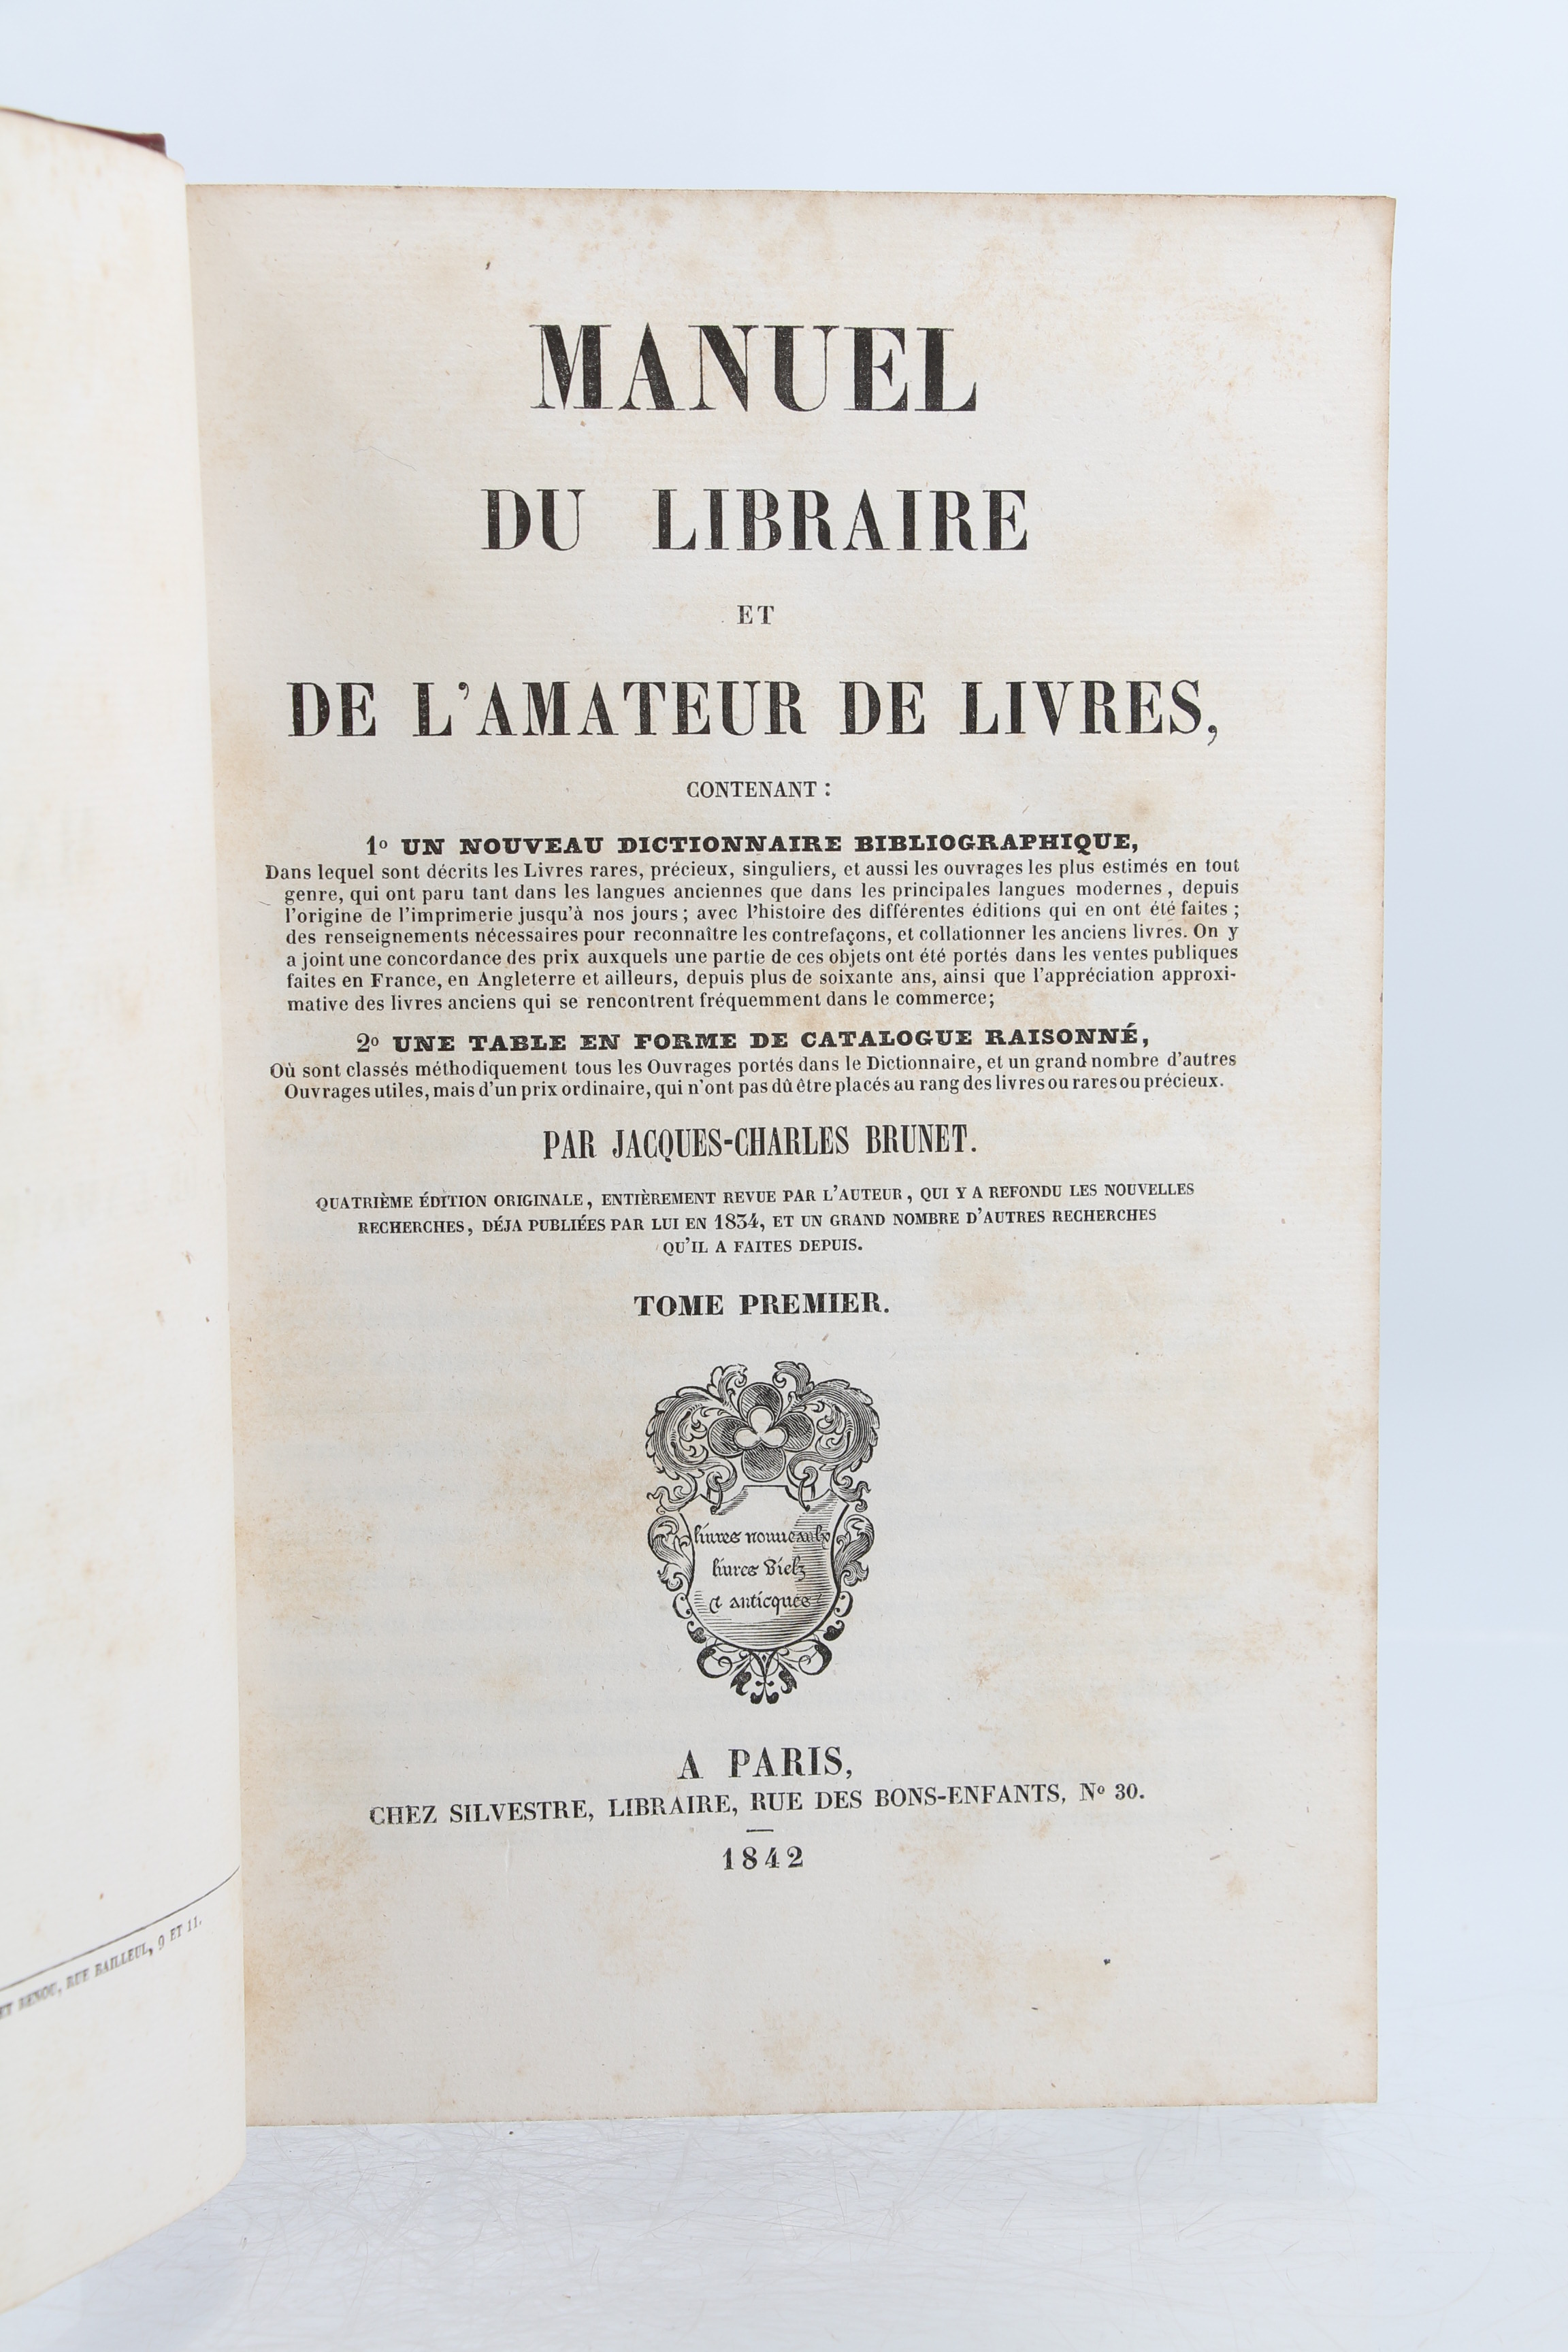 MANUEL
DU LIBRAIRE
ET
DE L'AMATEUR DE LIVRES,
CONTENANT :
1º UN NOUVEAU DICTIONNAIRE BIBLIOGRAPHIQUE,
Dans lequel sont décrits les Livres rares, précieux, singuliers, et aussi les ouvrages les plus estimés en tout
genre, qui ont paru tant dans les langues anciennes que dans les principales langues modernes, depuis
l'origine de l'imprimerie jusqu'à nos jours ; avec l'histoire des différentes éditions qui en ont été faites ;
des renseignements nécessaires pour reconnaître les contrefaçons, et collationner les anciens livres. On y
a joint une concordance des prix auxquels une partie de ces objets ont été portés dans les ventes publiques
faites en France, en Angleterre et ailleurs, depuis plus de soixante ans, ainsi que l'appréciation approxi-
mative des livres anciens qui se rencontrent fréquemment dans le commerce;
2º UNE TABLE EN FORME DE CATALOGUE RAISONNÉ,
Où sont classés méthodiquement tous les Ouvrages portés dans le Dictionnaire, et un grand nombre d'autres
Ouvrages utiles, mais d'un prix ordinaire, qui n'ont pas dû être placés au rang des livres ou rares ou précieux.
PAR JACQUES-CHARLES BRUNET.
QUATRIÈME ÉDITION ORIGINALE, ENTIÈREMENT REVUE PAR L'AUTEUR, QUI Y A REFONDU LES NOUVELLES
RECHERCHES, DÉJA PUBLIÉES PAR LUI EN 1834, ET UN GRAND NOMBRE D'AUTRES RECHERCHES
QU'IL A FAITES DEPUIS.
TOME PREMIER.
livres nouveaulx
livres vielz
et anticques
A PARIS,
CHEZ SILVESTRE, LIBRAIRE, RUE DES BONS-ENFANTS, Nº 30.
1842
ET RENOU, RUE BAILLEUL, 9 ET 11.